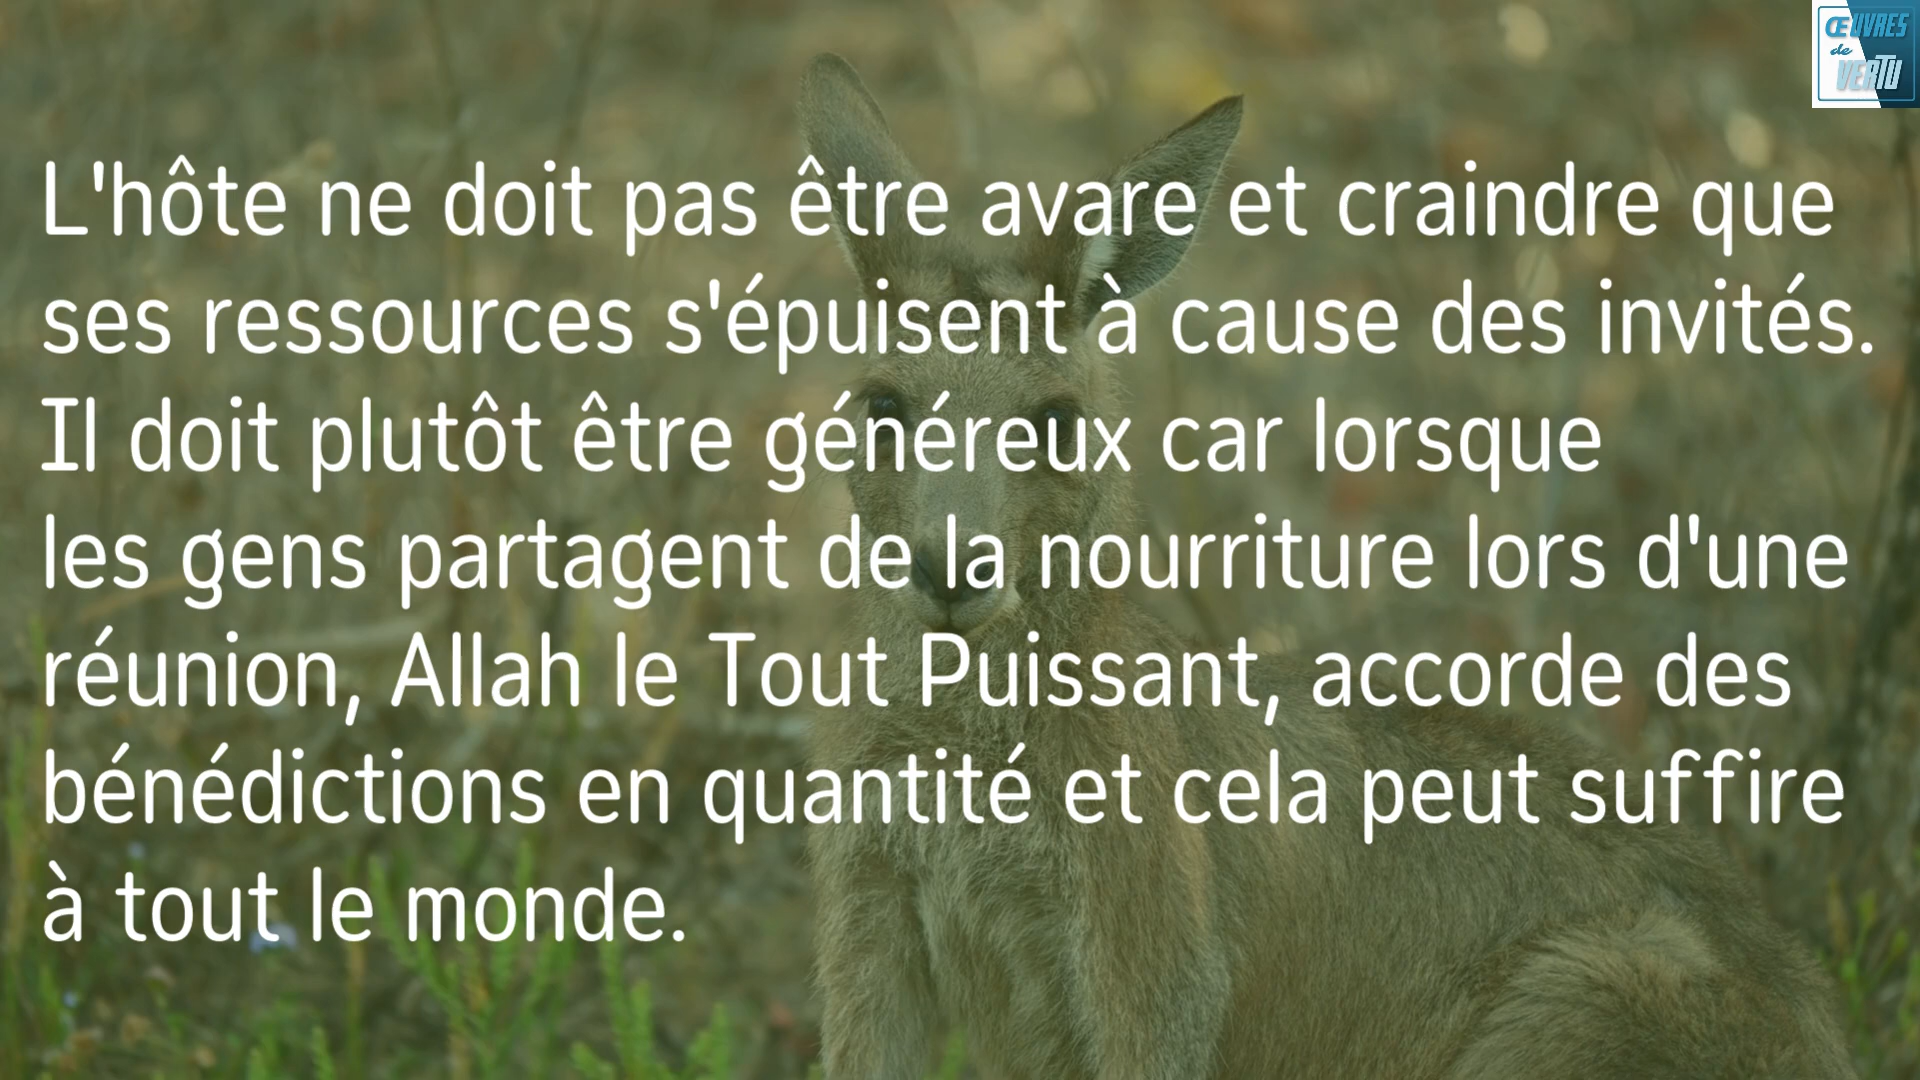 ŒUVRES
de
VERTU
L'hôte ne doit pas être avare et craindre que
ses ressources s'épuisent à cause des invités.
Il doit plutôt être généreux car lorsque
les gens partagent de la nourriture lors d'une
réunion, Allah le Tout Puissant, accorde des
bénédictions en quantité et cela peut suffire
à tout le monde.